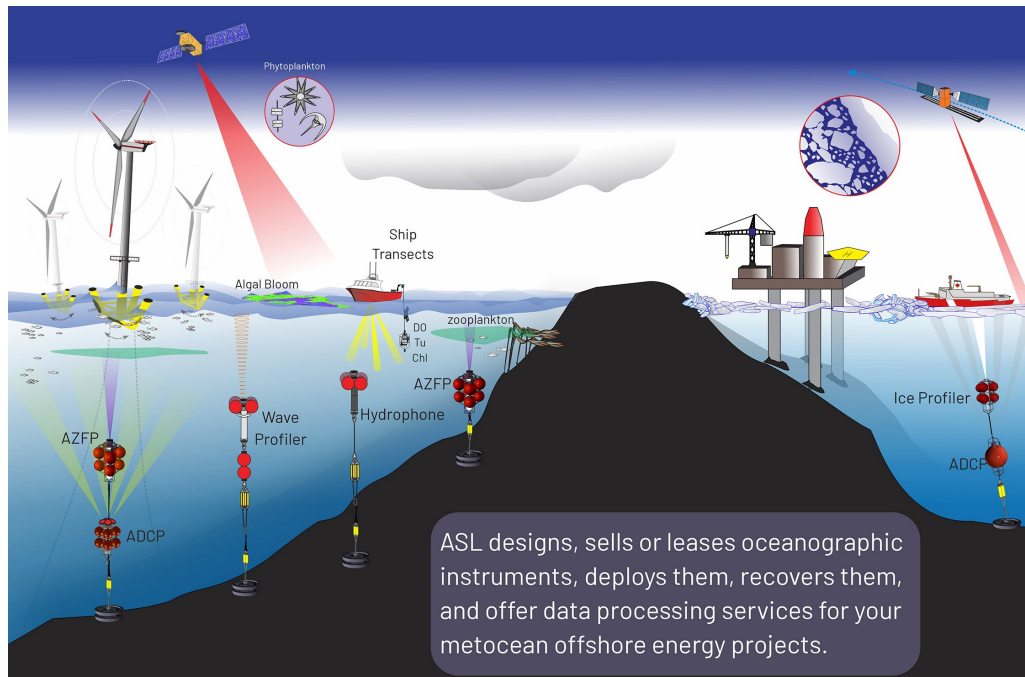 Phytoplankton
Ship
Transects
Algal Bloom
DO
Tu
Chl
zooplankton
AZFP
Hydrophone
Wave
Profiler
AZFP
ADCP
H
Ice Profiler
ADCP
ASL designs, sells or leases oceanographic
instruments, deploys them, recovers them,
and offer data processing services for your
metocean offshore energy projects.